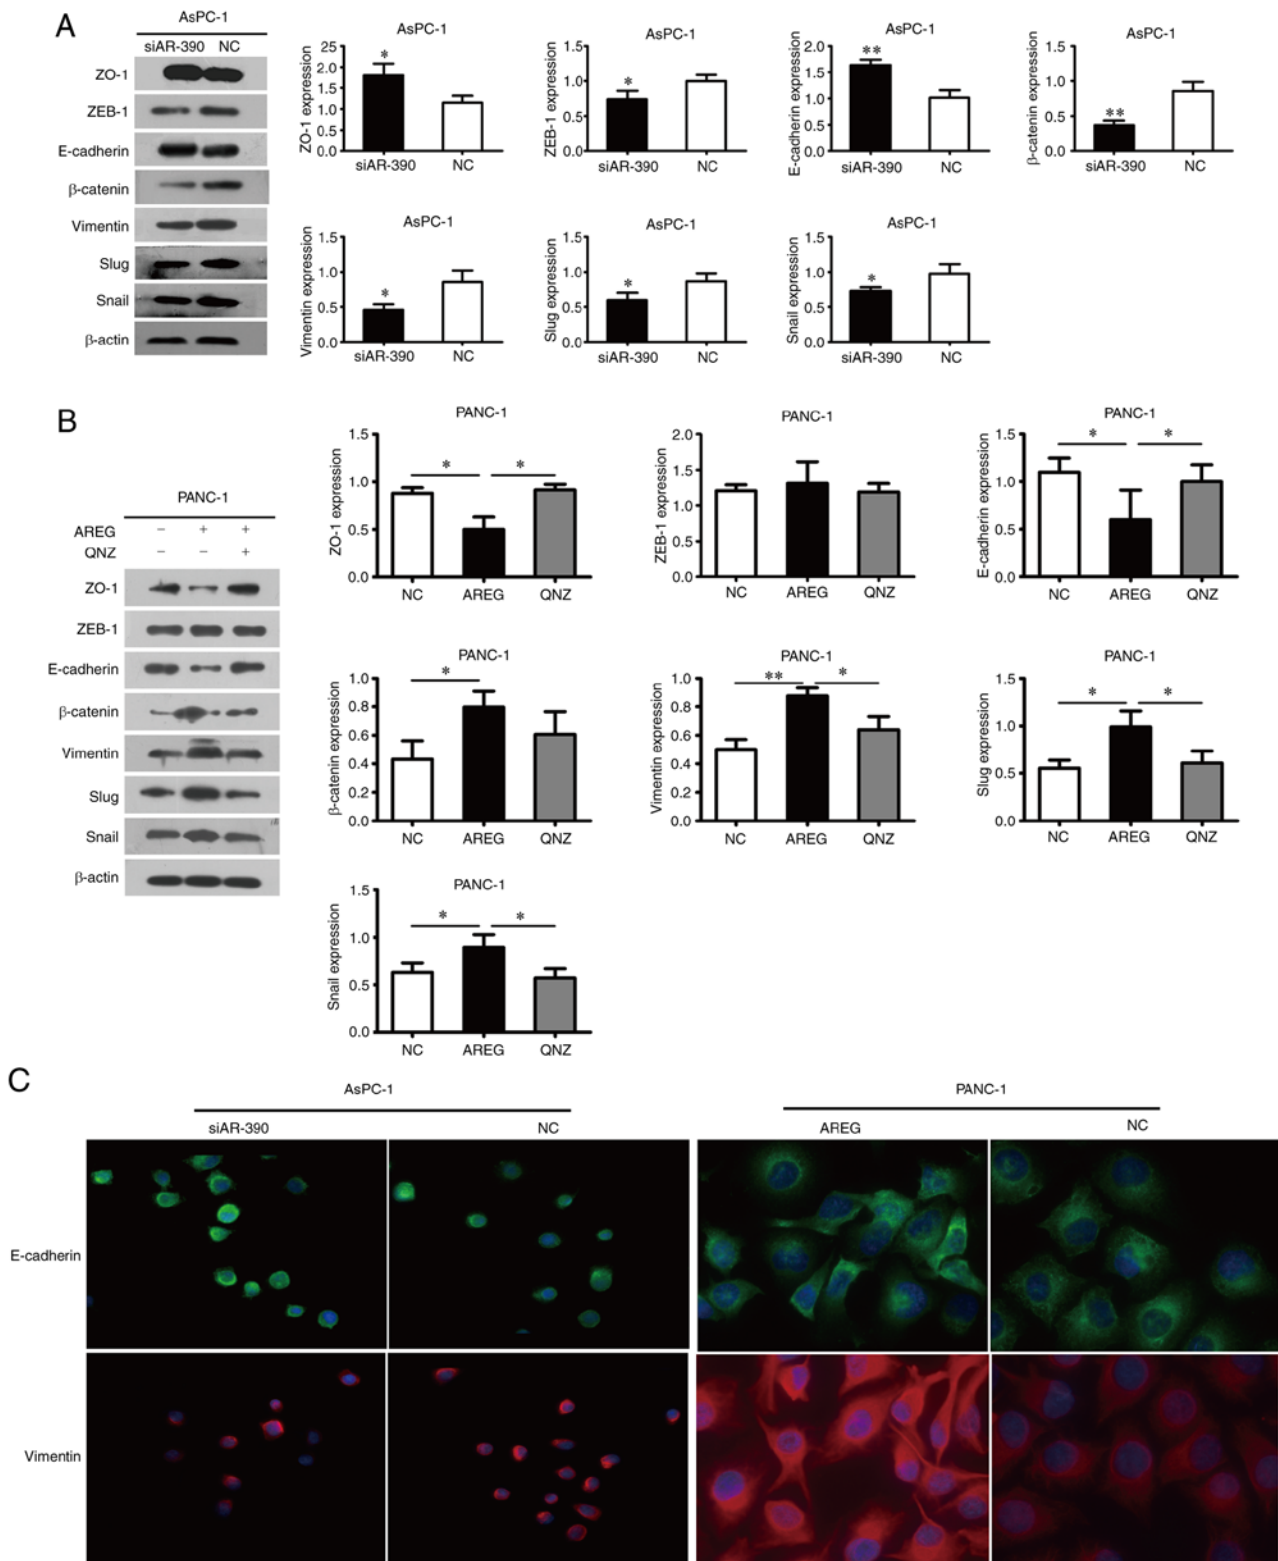 A
AsPC-1
siAR-390 NC
ZO-1
ZEB-1
E-cadherin
β-catenin
Vimentin
Slug
Snail
β-actin
AsPC-1
ZO-1 expression
25
2.0
1.5
1.0
0.5
0.0
*
siAR-390 NC
AsPC-1
ZEB-1 expression
1.5
1.0
0.5
0.0
*
siAR-390 NC
AsPC-1
E-cadherin expression
2.0
1.5
1.0
0.5
0.0
**
siAR-390 NC
AsPC-1
β-catenin expression
1.5
1.0
0.5
0.0
**
siAR-390 NC
AsPC-1
Vimentin expression
1.5
1.0
0.5
0.0
*
siAR-390 NC
AsPC-1
Slug expression
1.5
1.0
0.5
0.0
*
siAR-390 NC
AsPC-1
Snail expression
1.5
1.0
0.5
0.0
*
siAR-390 NC
B
PANC-1
AREG − + +
QNZ − − +
ZO-1
ZEB-1
E-cadherin
β-catenin
Vimentin
Slug
Snail
β-actin
PANC-1
ZO-1 expression
1.5
1.0
0.5
0.0
* *
NC AREG QNZ
PANC-1
ZEB-1 expression
2.0
1.5
1.0
0.5
0.0
NC AREG QNZ
PANC-1
E-cadherin expression
1.5
1.0
0.5
0.0
* *
NC AREG QNZ
PANC-1
β-catenin expression
1.0
0.8
0.6
0.4
0.2
0.0
*
NC AREG QNZ
PANC-1
Vimentin expression
1.0
0.8
0.6
0.4
0.2
0.0
** *
NC AREG QNZ
PANC-1
Slug expression
1.5
1.0
0.5
0.0
* *
NC AREG QNZ
PANC-1
Snail expression
1.5
1.0
0.5
0.0
* *
NC AREG QNZ
C
AsPC-1 PANC-1
siAR-390 NC AREG NC
E-cadherin
Vimentin